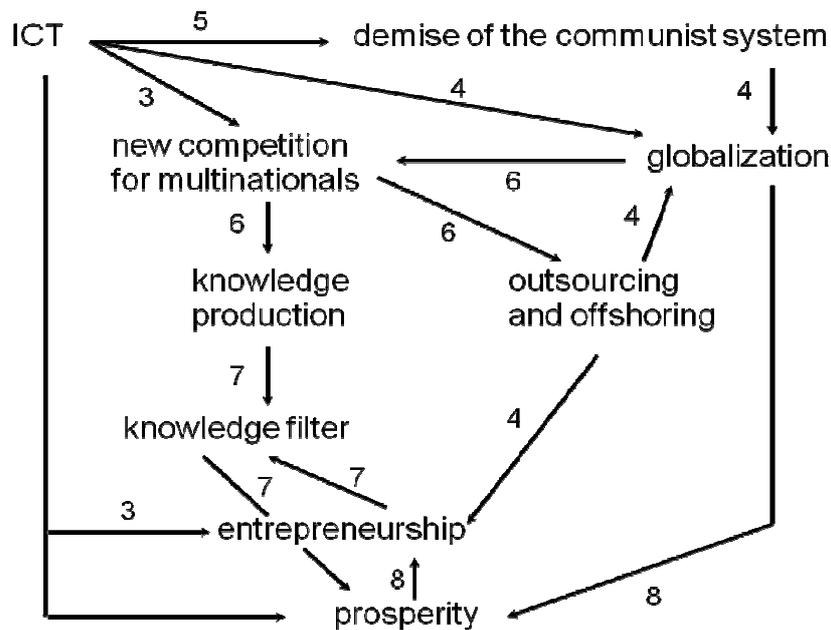 ICT
5
demise of the communist system
3
4
4
new competition
for multinationals
6
globalization
6
6
4
knowledge
production
outsourcing
and offshoring
7
4
knowledge filter
7
7
3
entrepreneurship
8
8
prosperity